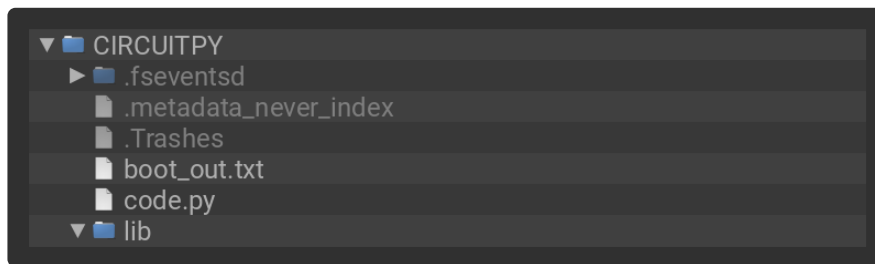 CIRCUITPY
.fseventsd
.metadata_never_index
.Trashes
boot_out.txt
code.py
lib